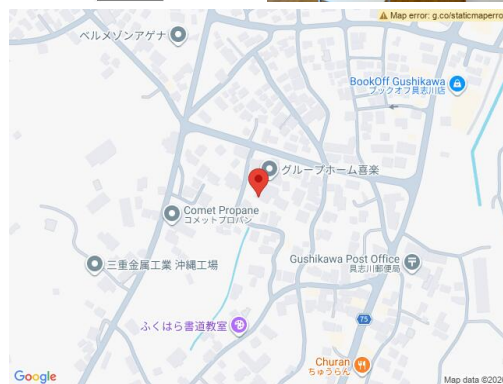 Map error: g.co/staticmaperro
ベルメゾンアゲナ
BookOff Gushikawa
ブックオフ具志川店
グループホーム喜楽
Comet Propane
コメットプロパン
Gushikawa Post Office
具志川郵便局
三重金属工業 沖縄工場
75
ふくはら書道教室
Churan
ちゅうらん
Google
Map data ©2026